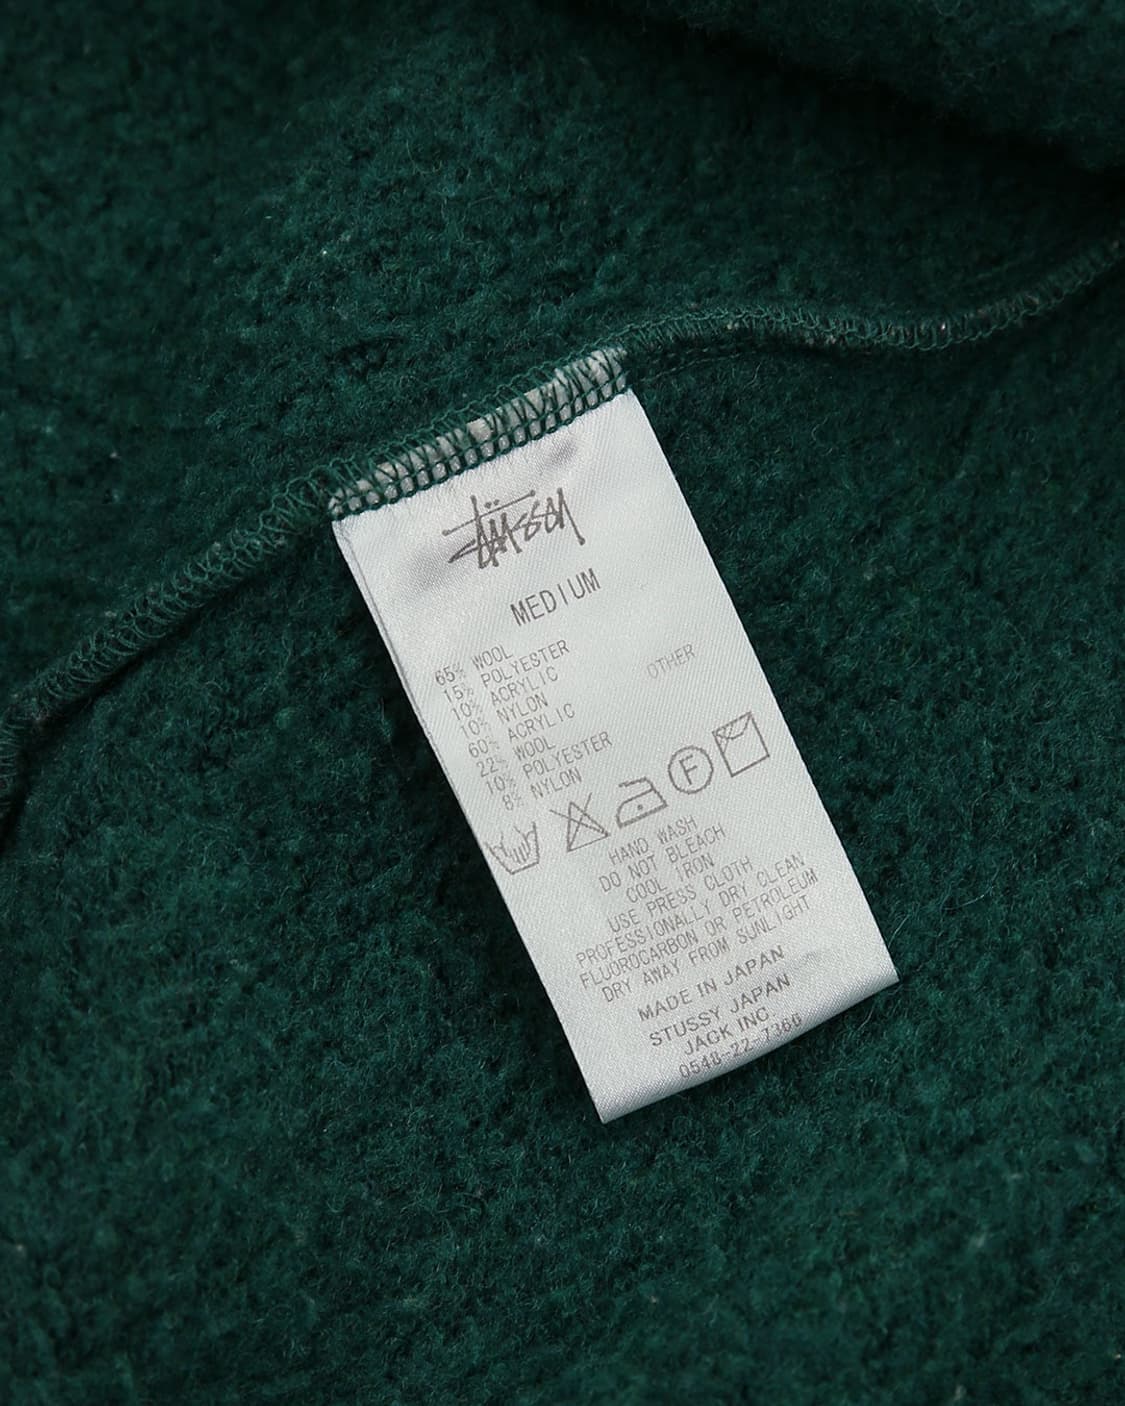 Stüssy
MEDIUM
65% WOOL
15% POLYESTER
10% ACRYLIC
10% NYLON
OTHER
60% ACRYLIC
22% WOOL
10% POLYESTER
8% NYLON
F
HAND WASH
DO NOT BLEACH
COOL IRON
USE PRESS CLOTH
PROFESSIONALLY DRY CLEAN
FLUOROCARBON OR PETROLEUM
DRY AWAY FROM SUNLIGHT
MADE IN JAPAN
STUSSY JAPAN
JACK INC.
0548-22-7366